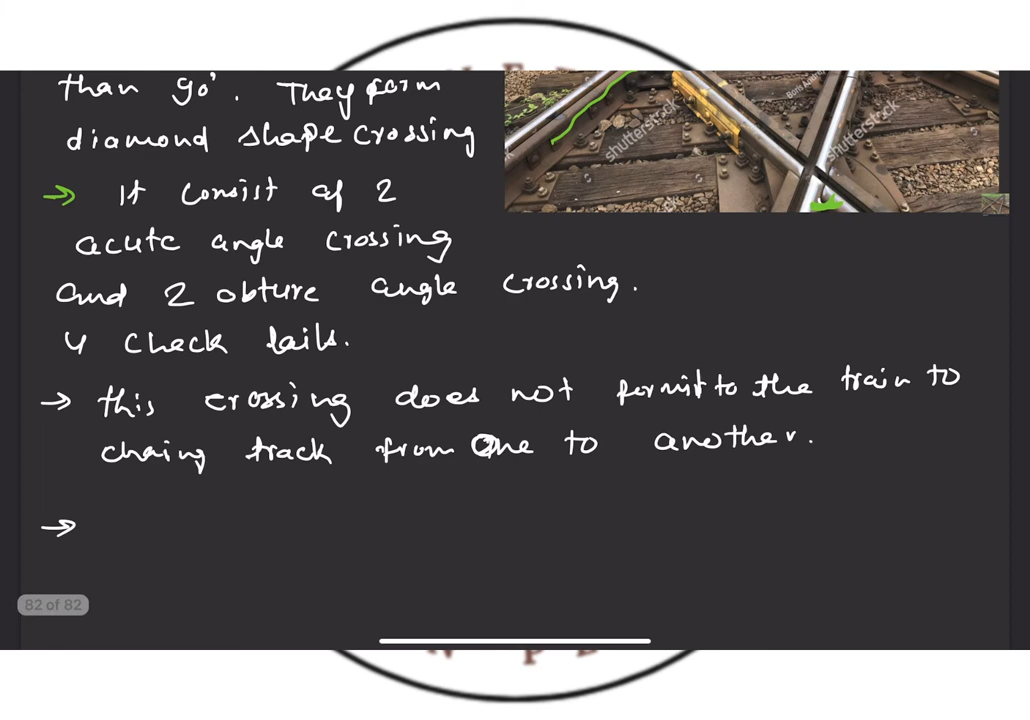 than 90°. They form
diamond shape crossing
→ It consist of 2
acute angle crossing
and 2 obture angle crossing.
4 check rails.
→ this crossing does not permit to the train to
chaing track from one to another.
→
82 of 82
shutterstock
shutterstock